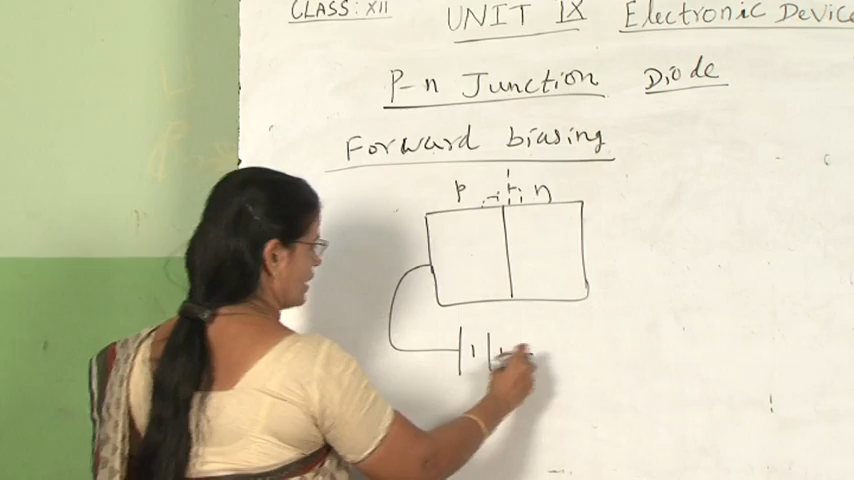 CLASS: XII
UNIT IX Electronic Device
P-n Junction Diode
Forward biasing
P n